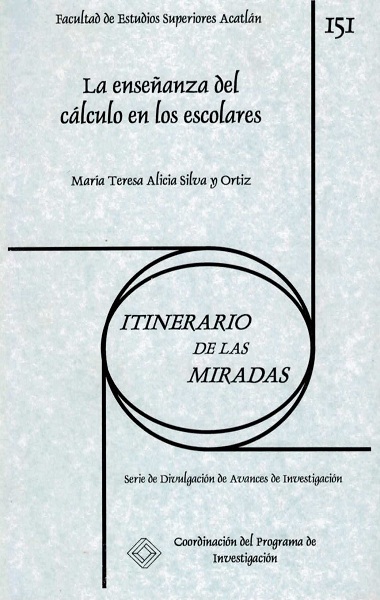 Facultad de Estudios Superiores Acatlán
151
La enseñanza del
cálculo en los escolares
María Teresa Alicia Silva y Ortiz
ITINERARIO
DE LAS
MIRADAS
Serie de Divulgación de Avances de Investigación
Coordinación del Programa de
Investigación